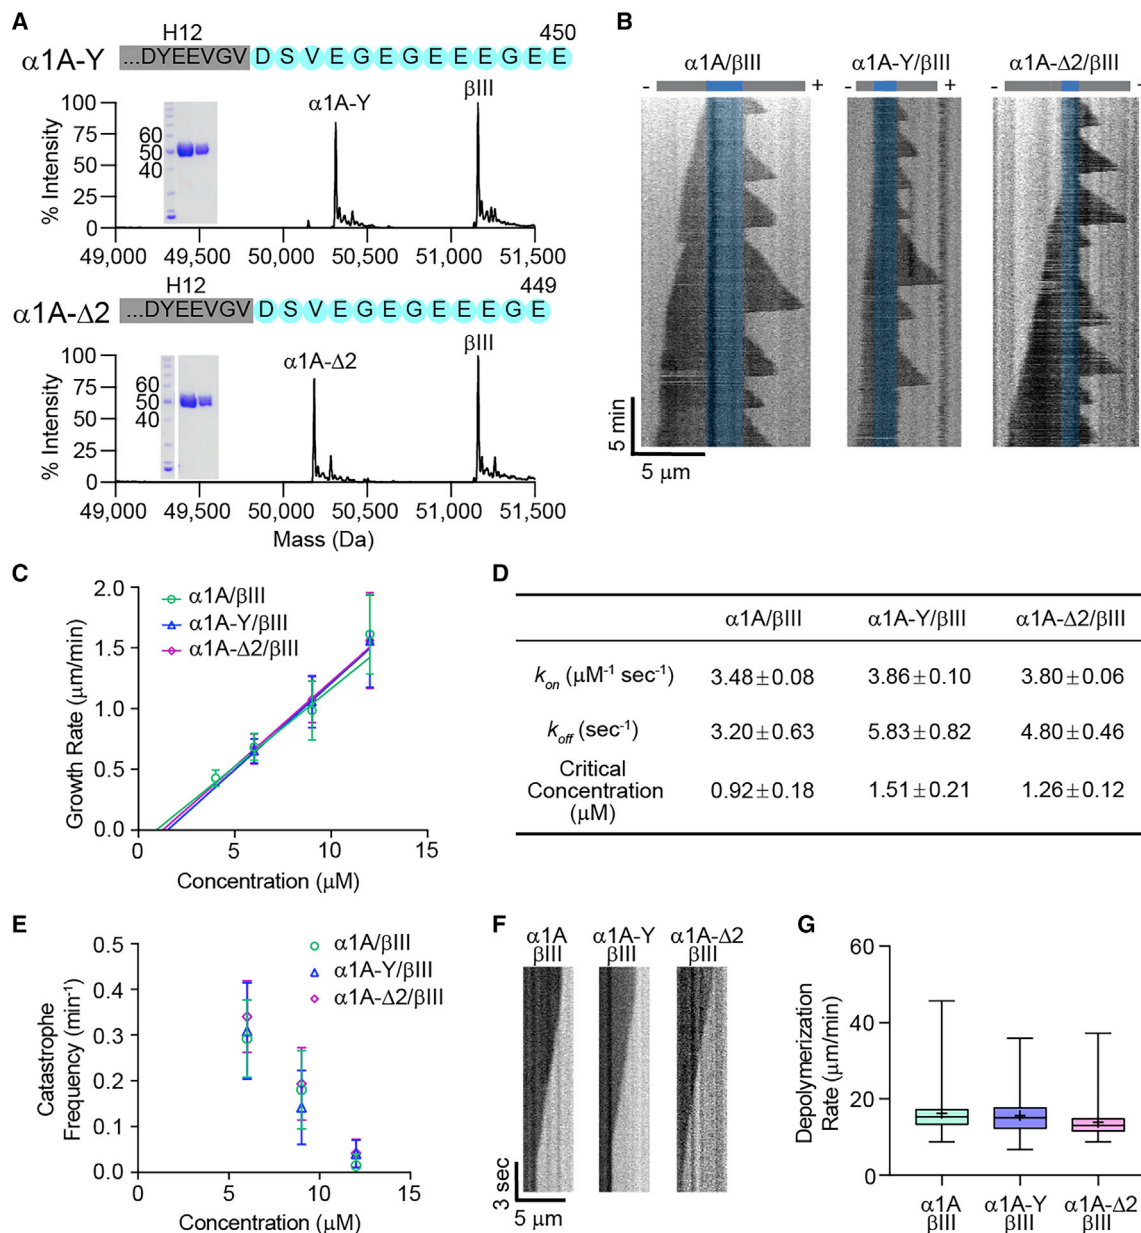 A
H12
450
α1A-Y
...DYEEVGV D S V E G E G E E E G E E
% Intensity
100
75
50
25
0
60
50
40
α1A-Y
βIII
49,000 49,500 50,000 50,500 51,000 51,500
H12
449
α1A-Δ2
...DYEEVGV D S V E G E G E E E G E
% Intensity
100
75
50
25
0
60
50
40
α1A-Δ2
βIII
49,000 49,500 50,000 50,500 51,000 51,500
Mass (Da)
B
α1A/βIII α1A-Y/βIII α1A-Δ2/βIII
- + - + - +
5 min
5 μm
C
Growth Rate (μm/min)
2.0
1.5
1.0
0.5
0.0
α1A/βIII
α1A-Y/βIII
α1A-Δ2/βIII
0 5 10 15
Concentration (μM)
D
α1A/βIII α1A-Y/βIII α1A-Δ2/βIII
kon (μM-1 sec-1) 3.48±0.08 3.86±0.10 3.80±0.06
koff (sec-1) 3.20±0.63 5.83±0.82 4.80±0.46
Critical
Concentration 0.92±0.18 1.51±0.21 1.26±0.12
(μM)
E
Catastrophe
Frequency (min-1)
0.5
0.4
0.3
0.2
0.1
0.0
α1A/βIII
α1A-Y/βIII
α1A-Δ2/βIII
0 5 10 15
Concentration (μM)
F
α1A α1A-Y α1A-Δ2
βIII βIII βIII
3 sec
5 μm
G
Depolymerization
Rate (μm/min)
60
40
20
0
α1A α1A-Y α1A-Δ2
βIII βIII βIII